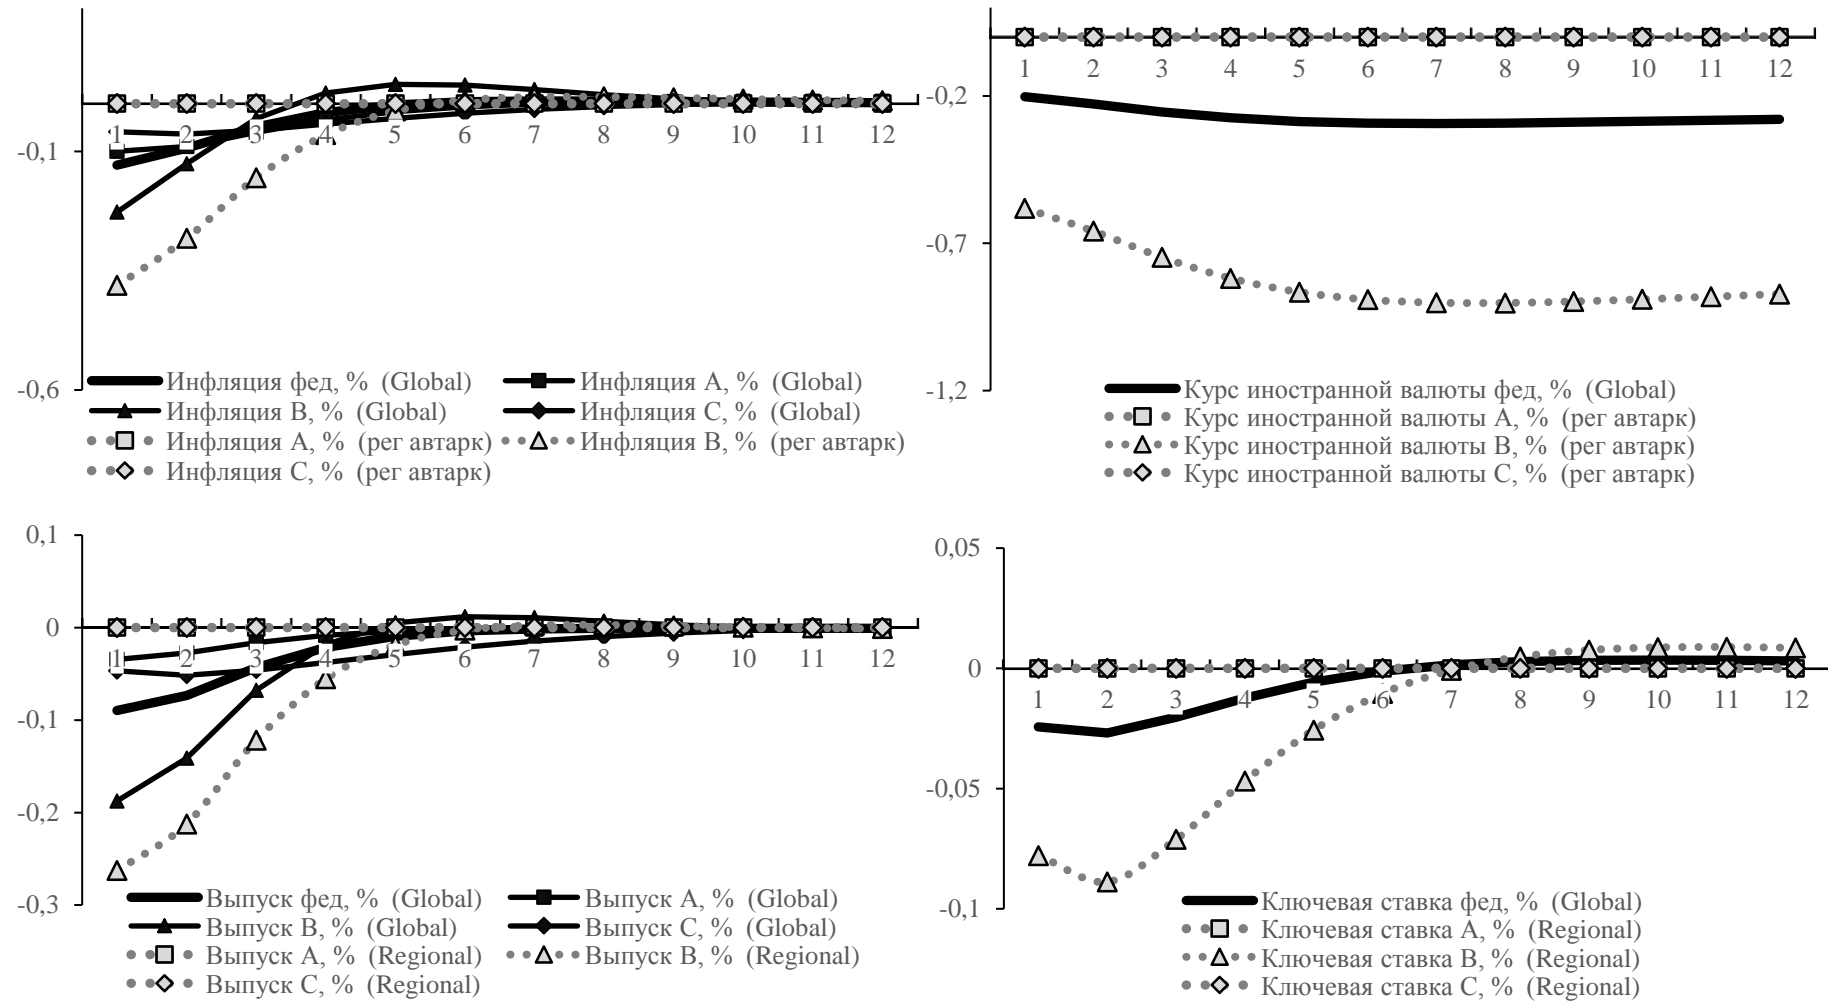 -0,1
-0,6
1 2 3 4 5 6 7 8 9 10 11 12
Инфляция фед, % (Global)
Инфляция A, % (Global)
Инфляция B, % (Global)
Инфляция C, % (Global)
Инфляция A, % (рег автарк)
Инфляция B, % (рег автарк)
Инфляция C, % (рег автарк)
-0,2
-0,7
-1,2
1 2 3 4 5 6 7 8 9 10 11 12
Курс иностранной валюты фед, % (Global)
Курс иностранной валюты A, % (рег автарк)
Курс иностранной валюты B, % (рег автарк)
Курс иностранной валюты C, % (рег автарк)
0,1
0
-0,1
-0,2
-0,3
1 2 3 4 5 6 7 8 9 10 11 12
Выпуск фед, % (Global)
Выпуск A, % (Global)
Выпуск B, % (Global)
Выпуск C, % (Global)
Выпуск A, % (Regional)
Выпуск B, % (Regional)
Выпуск C, % (Regional)
0,05
0
-0,05
-0,1
1 2 3 4 5 6 7 8 9 10 11 12
Ключевая ставка фед, % (Global)
Ключевая ставка A, % (Regional)
Ключевая ставка B, % (Regional)
Ключевая ставка C, % (Regional)